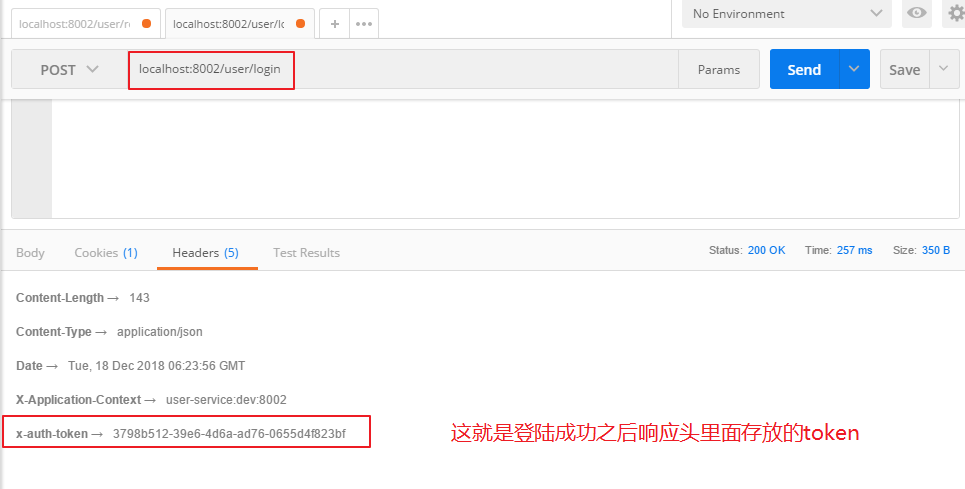 localhost:8002/user/re
localhost:8002/user/lo
+
•••
No Environment
POST
localhost:8002/user/login
Params
Send
Save
Body
Cookies (1)
Headers (5)
Test Results
Status: 200 OK
Time: 257 ms
Size: 350 B
Content-Length → 143
Content-Type → application/json
Date → Tue, 18 Dec 2018 06:23:56 GMT
X-Application-Context → user-service:dev:8002
x-auth-token → 3798b512-39e6-4d6a-ad76-0655d4f823bf
这就是登陆成功之后响应头里面存放的token